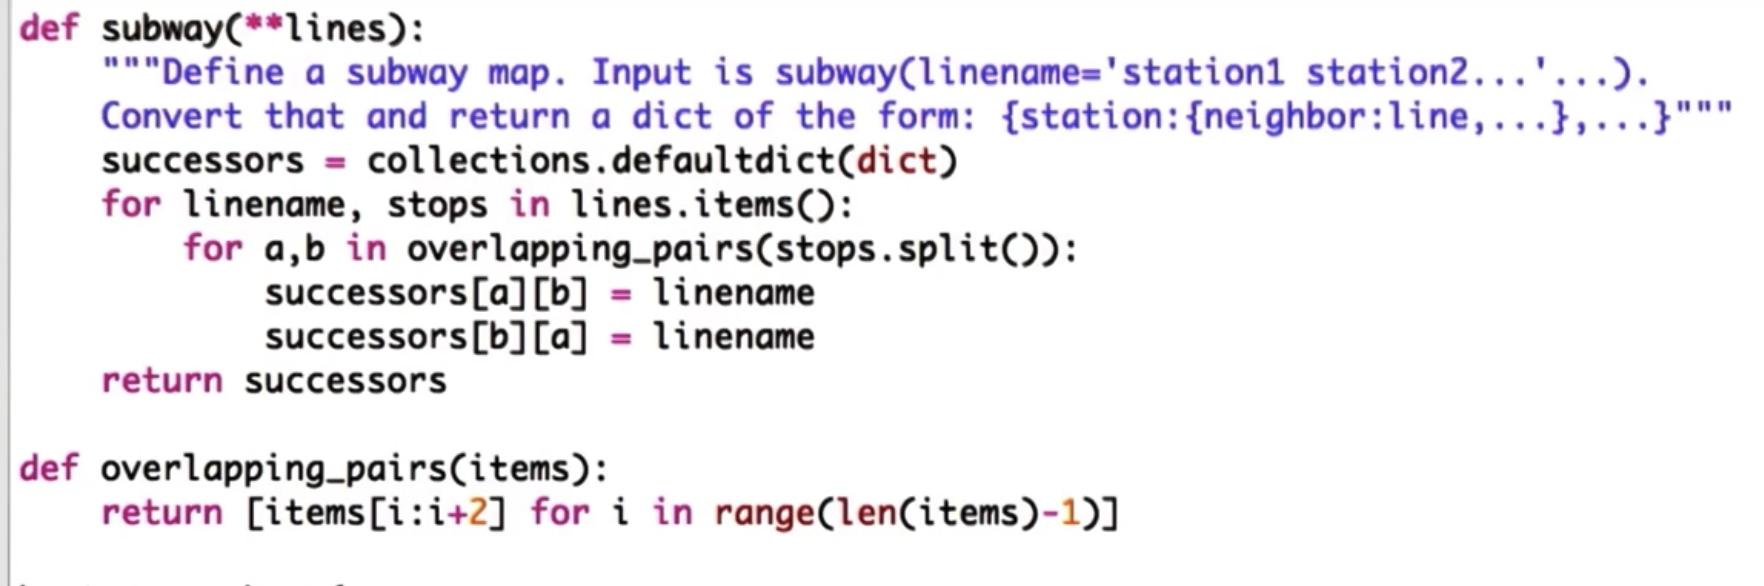 def subway(**lines):
    """Define a subway map. Input is subway(linename='station1 station2...'...).
    Convert that and return a dict of the form: {station:{neighbor:line,...},...}"""
    successors = collections.defaultdict(dict)
    for linename, stops in lines.items():
        for a,b in overlapping_pairs(stops.split()):
            successors[a][b] = linename
            successors[b][a] = linename
    return successors

def overlapping_pairs(items):
    return [items[i:i+2] for i in range(len(items)-1)]